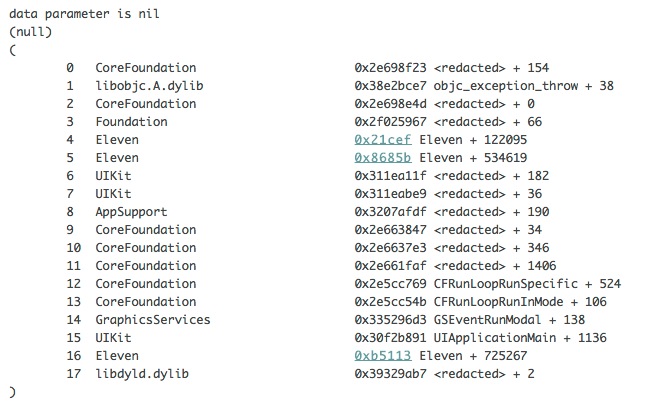 data parameter is nil
(null)
(
0 CoreFoundation 0x2e698f23 <redacted> + 154
1 libobjc.A.dylib 0x38e2bce7 objc_exception_throw + 38
2 CoreFoundation 0x2e698e4d <redacted> + 0
3 Foundation 0x2f025967 <redacted> + 66
4 Eleven 0x21cef Eleven + 122095
5 Eleven 0x8685b Eleven + 534619
6 UIKit 0x311ea11f <redacted> + 182
7 UIKit 0x311eabe9 <redacted> + 36
8 AppSupport 0x3207afdf <redacted> + 190
9 CoreFoundation 0x2e663847 <redacted> + 34
10 CoreFoundation 0x2e6637e3 <redacted> + 346
11 CoreFoundation 0x2e661faf <redacted> + 1406
12 CoreFoundation 0x2e5cc769 CFRunLoopRunSpecific + 524
13 CoreFoundation 0x2e5cc54b CFRunLoopRunInMode + 106
14 GraphicsServices 0x335296d3 GSEventRunModal + 138
15 UIKit 0x30f2b891 UIApplicationMain + 1136
16 Eleven 0xb5113 Eleven + 725267
17 libdyld.dylib 0x39329ab7 <redacted> + 2
)